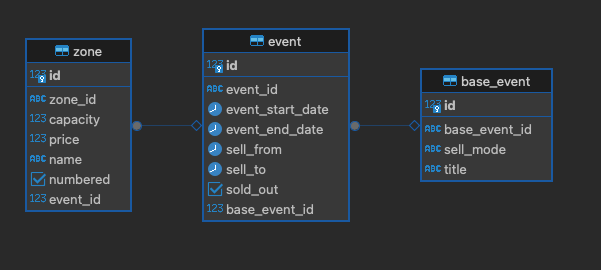 zone
123 id
ABC zone_id
123 capacity
123 price
ABC name
numbered
123 event_id
event
123 id
ABC event_id
event_start_date
event_end_date
sell_from
sell_to
sold_out
123 base_event_id
base_event
123 id
ABC base_event_id
ABC sell_mode
ABC title